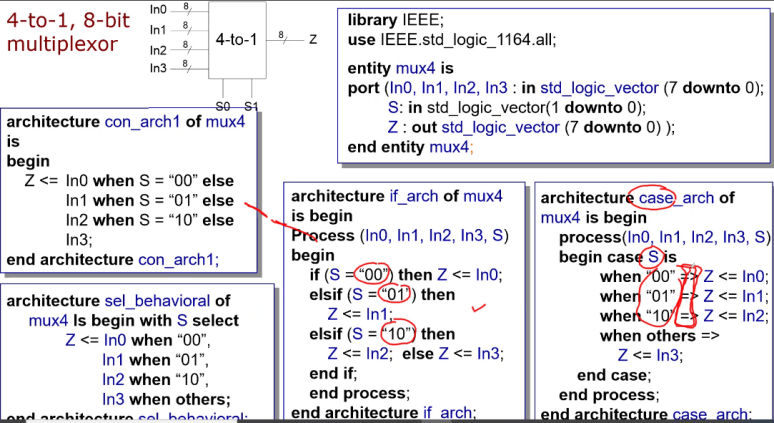 4-to-1, 8-bit
multiplexor
In0 8
In1 8
In2 8
In3 8
4-to-1
8 Z
S0 S1
library IEEE;
use IEEE.std_logic_1164.all;
entity mux4 is
port (In0, In1, In2, In3 : in std_logic_vector (7 downto 0);
S: in std_logic_vector(1 downto 0);
Z : out std_logic_vector (7 downto 0) );
end entity mux4;
architecture con_arch1 of mux4
is
begin
Z <= In0 when S = “00” else
In1 when S = “01” else
In2 when S = “10” else
In3;
end architecture con_arch1;
architecture sel_behavioral of
mux4 Is begin with S select
Z <= In0 when “00”,
In1 when “01”,
In2 when “10”,
In3 when others;
end architecture sel_behavioral;
architecture if_arch of mux4
is begin
Process (In0, In1, In2, In3, S)
begin
if (S = “00”) then Z <= In0;
elsif (S = “01”) then
Z <= In1;
elsif (S = “10”) then
Z <= In2; else Z <= In3;
end if;
end process;
end architecture if_arch;
architecture case_arch of
mux4 is begin
process(In0, In1, In2, In3, S)
begin case S is
when “00” => Z <= In0;
when “01” => Z <= In1;
when “10” => Z <= In2;
when others =>
Z <= In3;
end case;
end process;
end architecture case_arch;